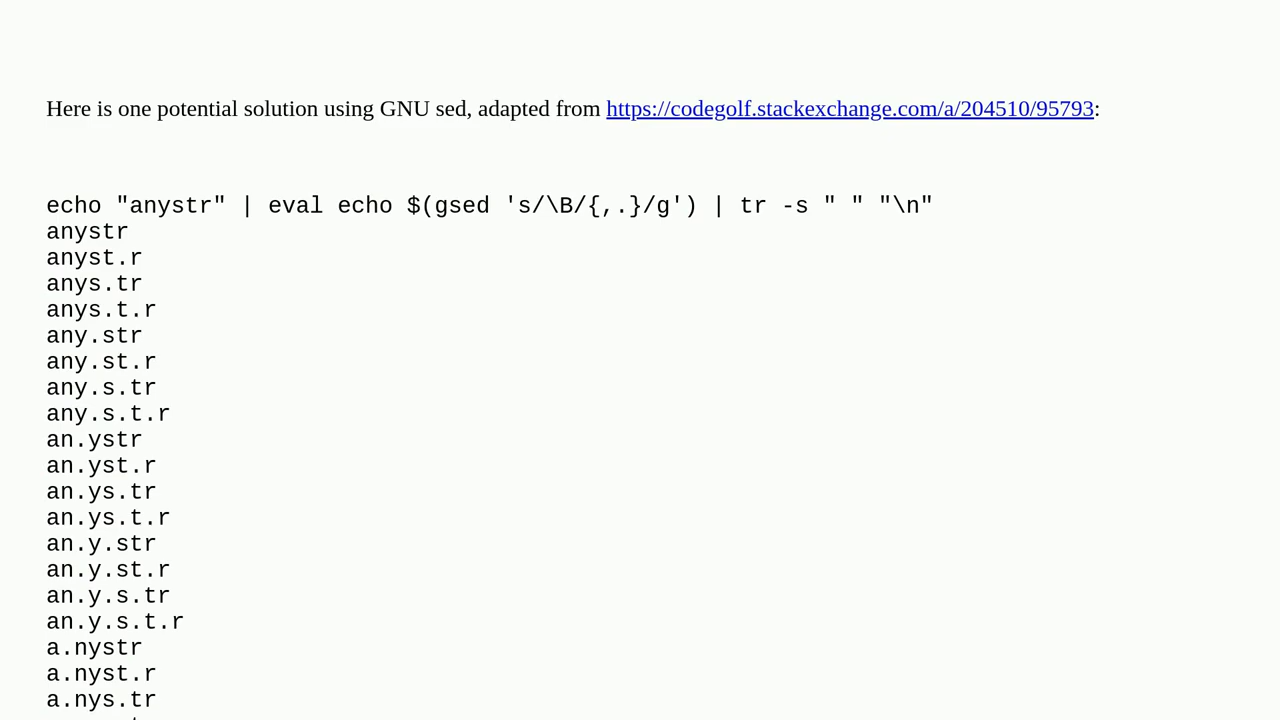 Here is one potential solution using GNU sed, adapted from https://codegolf.stackexchange.com/a/204510/95793:
echo "anystr" | eval echo $(gsed 's/\B/{,.}/g') | tr -s " " "\n"
anystr
anyst.r
anys.tr
anys.t.r
any.str
any.st.r
any.s.tr
any.s.t.r
an.ystr
an.yst.r
an.ys.tr
an.ys.t.r
an.y.str
an.y.st.r
an.y.s.tr
an.y.s.t.r
a.nystr
a.nyst.r
a.nys.tr